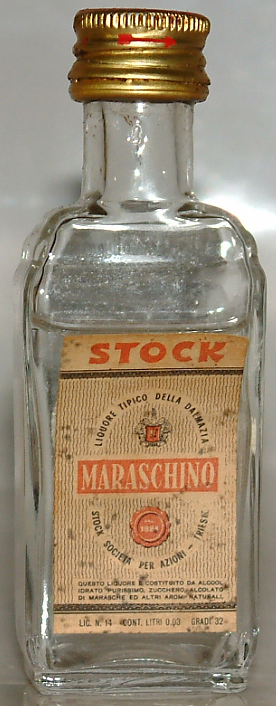 STOCK
LIQUORE TIPICO DELLA DALMAZIA
MARASCHINO
1884
STOCK SOCIETÀ PER AZIONI - TRIESTE
QUESTO LIQUORE È COSTITUITO DA ALCOOL
IDRATO PURISSIMO, ZUCCHERO, ALCOLATO
DI MARASCHE ED ALTRI AROMI NATURALI
LIC. N. 14 CONT. LITRI 0.03 GRADI 32